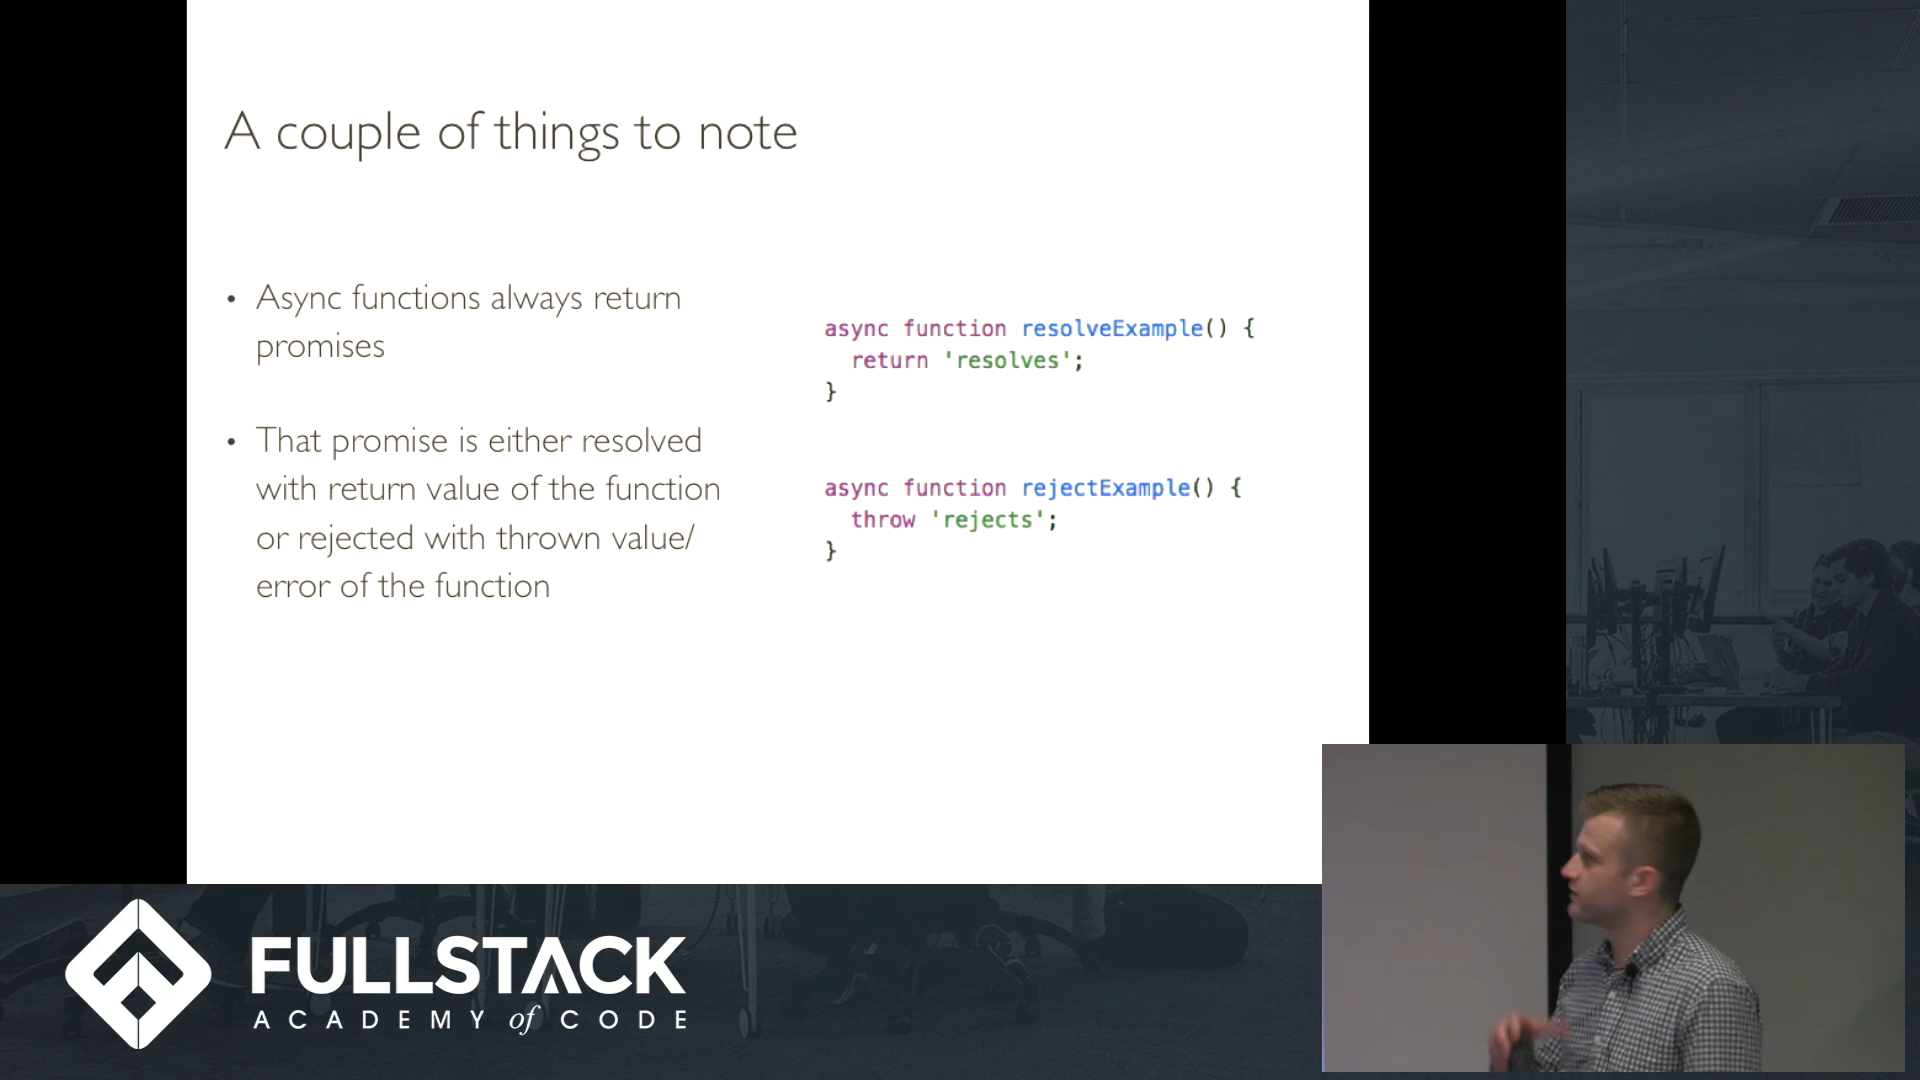 A couple of things to note
• Async functions always return
promises
• That promise is either resolved
with return value of the function
or rejected with thrown value/
error of the function
async function resolveExample() {
  return 'resolves';
}
async function rejectExample() {
  throw 'rejects';
}
FULLSTACK
ACADEMY of CODE